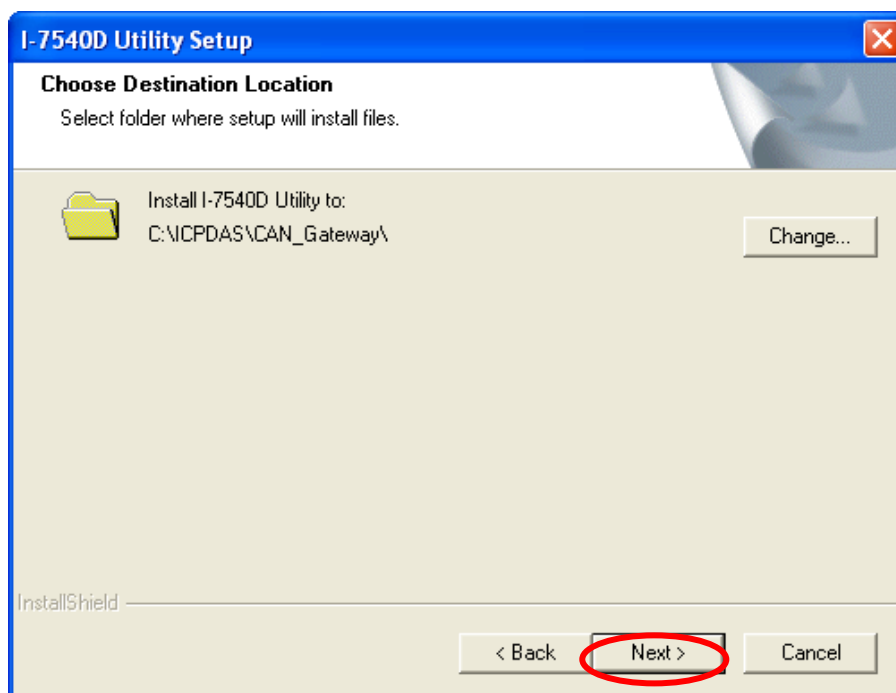 I-7540D Utility Setup
Choose Destination Location
Select folder where setup will install files.
Install I-7540D Utility to:
C:\ICPDAS\CAN_Gateway\
Change...
InstallShield
< Back
Next >
Cancel